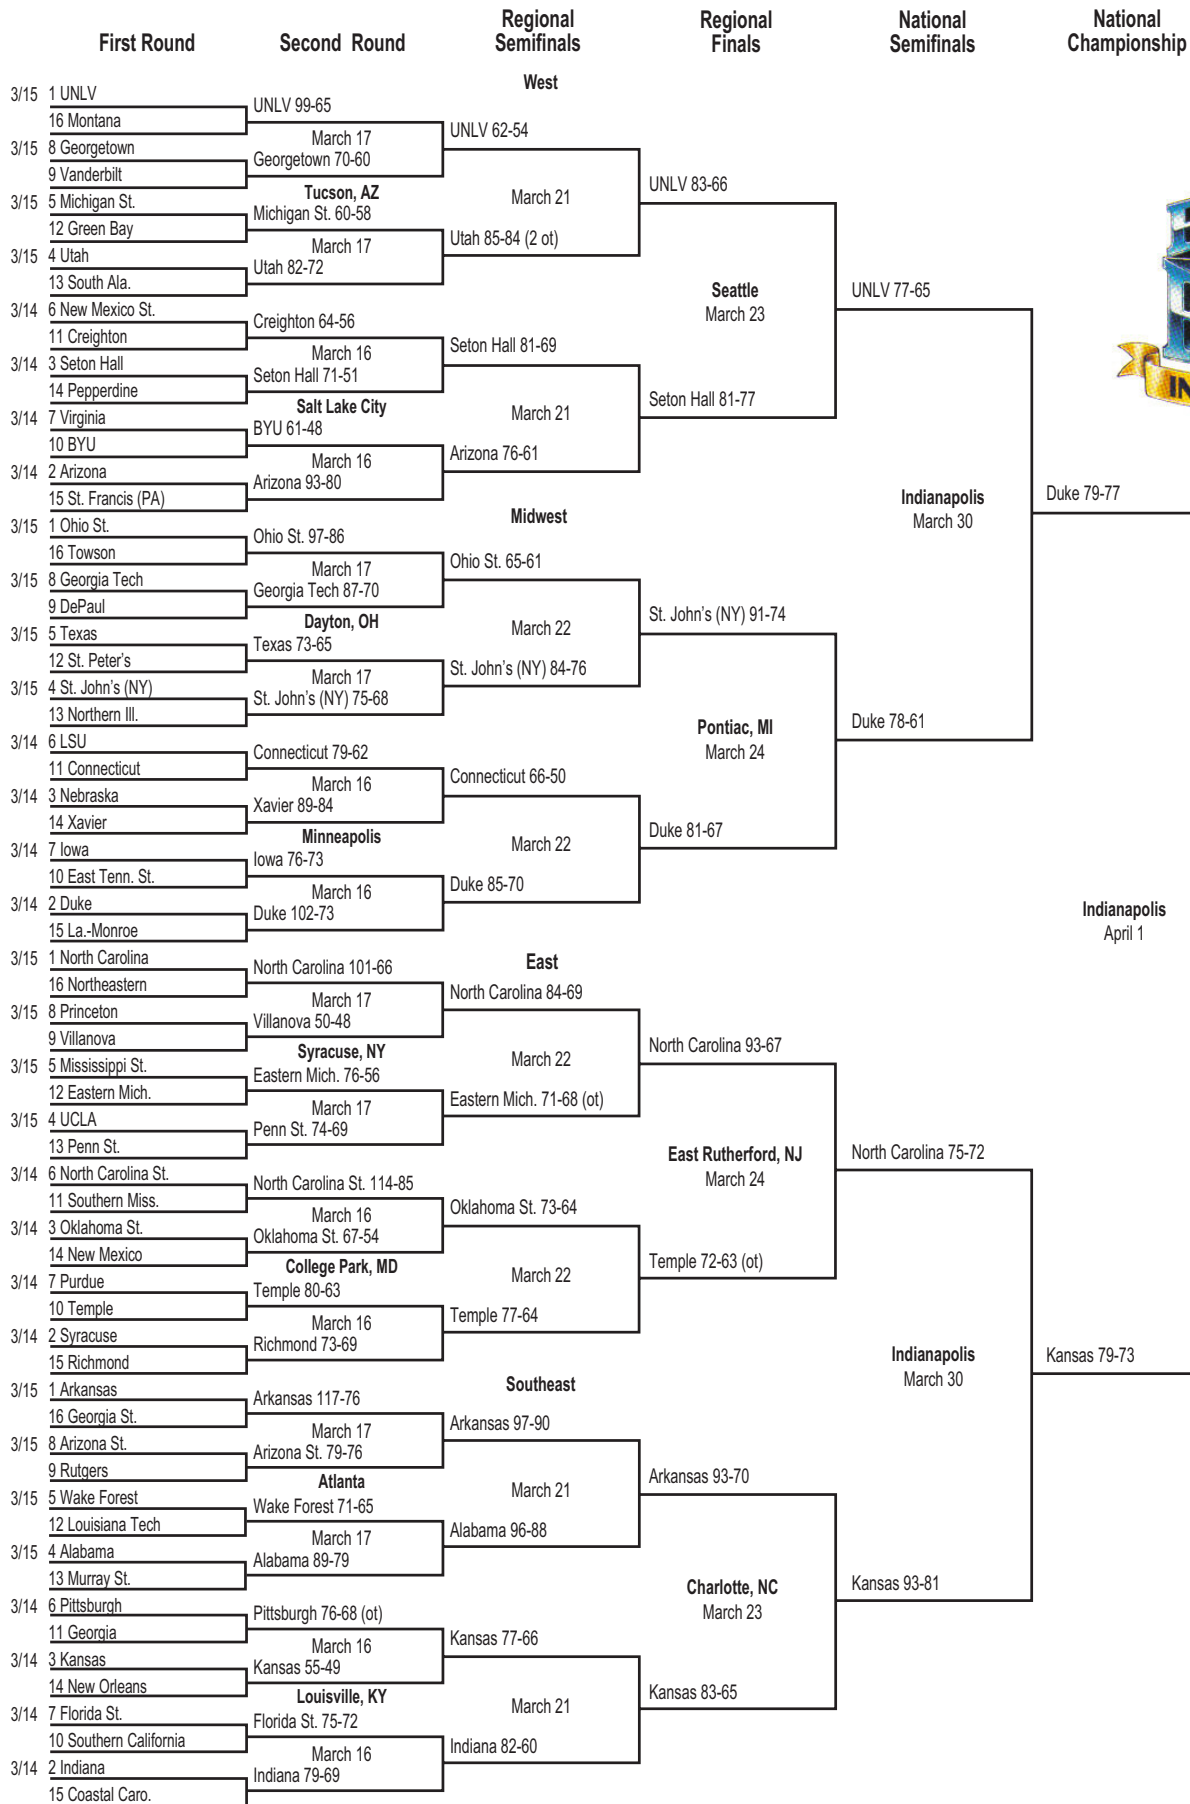 First Round
Second Round
Regional
Semifinals
Regional
Finals
National
Semifinals
National
Championship
West
3/15 1 UNLV
16 Montana
3/15 8 Georgetown
9 Vanderbilt
3/15 5 Michigan St.
12 Green Bay
3/15 4 Utah
13 South Ala.
3/14 6 New Mexico St.
11 Creighton
3/14 3 Seton Hall
14 Pepperdine
3/14 7 Virginia
10 BYU
3/14 2 Arizona
15 St. Francis (PA)
UNLV 99-65
March 17
Georgetown 70-60
Tucson, AZ
Michigan St. 60-58
March 17
Utah 82-72
Creighton 64-56
March 16
Seton Hall 71-51
Salt Lake City
BYU 61-48
March 16
Arizona 93-80
UNLV 62-54
March 21
Utah 85-84 (2 ot)
Seton Hall 81-69
March 21
Arizona 76-61
UNLV 83-66
Seattle
March 23
Seton Hall 81-77
UNLV 77-65
Midwest
3/15 1 Ohio St.
16 Towson
3/15 8 Georgia Tech
9 DePaul
3/15 5 Texas
12 St. Peter's
3/15 4 St. John's (NY)
13 Northern Ill.
3/14 6 LSU
11 Connecticut
3/14 3 Nebraska
14 Xavier
3/14 7 Iowa
10 East Tenn. St.
3/14 2 Duke
15 La.-Monroe
Ohio St. 97-86
March 17
Georgia Tech 87-70
Dayton, OH
Texas 73-65
March 17
St. John's (NY) 75-68
Connecticut 79-62
March 16
Xavier 89-84
Minneapolis
Iowa 76-73
March 16
Duke 102-73
Ohio St. 65-61
March 22
St. John's (NY) 84-76
Connecticut 66-50
March 22
Duke 85-70
St. John's (NY) 91-74
Pontiac, MI
March 24
Duke 81-67
Duke 78-61
Indianapolis
March 30
Duke 79-77
Indianapolis
April 1
East
3/15 1 North Carolina
16 Northeastern
3/15 8 Princeton
9 Villanova
3/15 5 Mississippi St.
12 Eastern Mich.
3/15 4 UCLA
13 Penn St.
3/14 6 North Carolina St.
11 Southern Miss.
3/14 3 Oklahoma St.
14 New Mexico
3/14 7 Purdue
10 Temple
3/14 2 Syracuse
15 Richmond
North Carolina 101-66
March 17
Villanova 50-48
Syracuse, NY
Eastern Mich. 76-56
March 17
Penn St. 74-69
North Carolina St. 114-85
March 16
Oklahoma St. 67-54
College Park, MD
Temple 80-63
March 16
Richmond 73-69
North Carolina 84-69
March 22
Eastern Mich. 71-68 (ot)
Oklahoma St. 73-64
March 22
Temple 77-64
North Carolina 93-67
East Rutherford, NJ
March 24
Temple 72-63 (ot)
North Carolina 75-72
Southeast
3/15 1 Arkansas
16 Georgia St.
3/15 8 Arizona St.
9 Rutgers
3/15 5 Wake Forest
12 Louisiana Tech
3/15 4 Alabama
13 Murray St.
3/14 6 Pittsburgh
11 Georgia
3/14 3 Kansas
14 New Orleans
3/14 7 Florida St.
10 Southern California
3/14 2 Indiana
15 Coastal Caro.
Arkansas 117-76
March 17
Arizona St. 79-76
Atlanta
Wake Forest 71-65
March 17
Alabama 89-79
Pittsburgh 76-68 (ot)
March 16
Kansas 55-49
Louisville, KY
Florida St. 75-72
March 16
Indiana 79-69
Arkansas 97-90
March 21
Alabama 96-88
Kansas 77-66
March 21
Indiana 82-60
Arkansas 93-70
Charlotte, NC
March 23
Kansas 83-65
Kansas 93-81
Indianapolis
March 30
Kansas 79-73